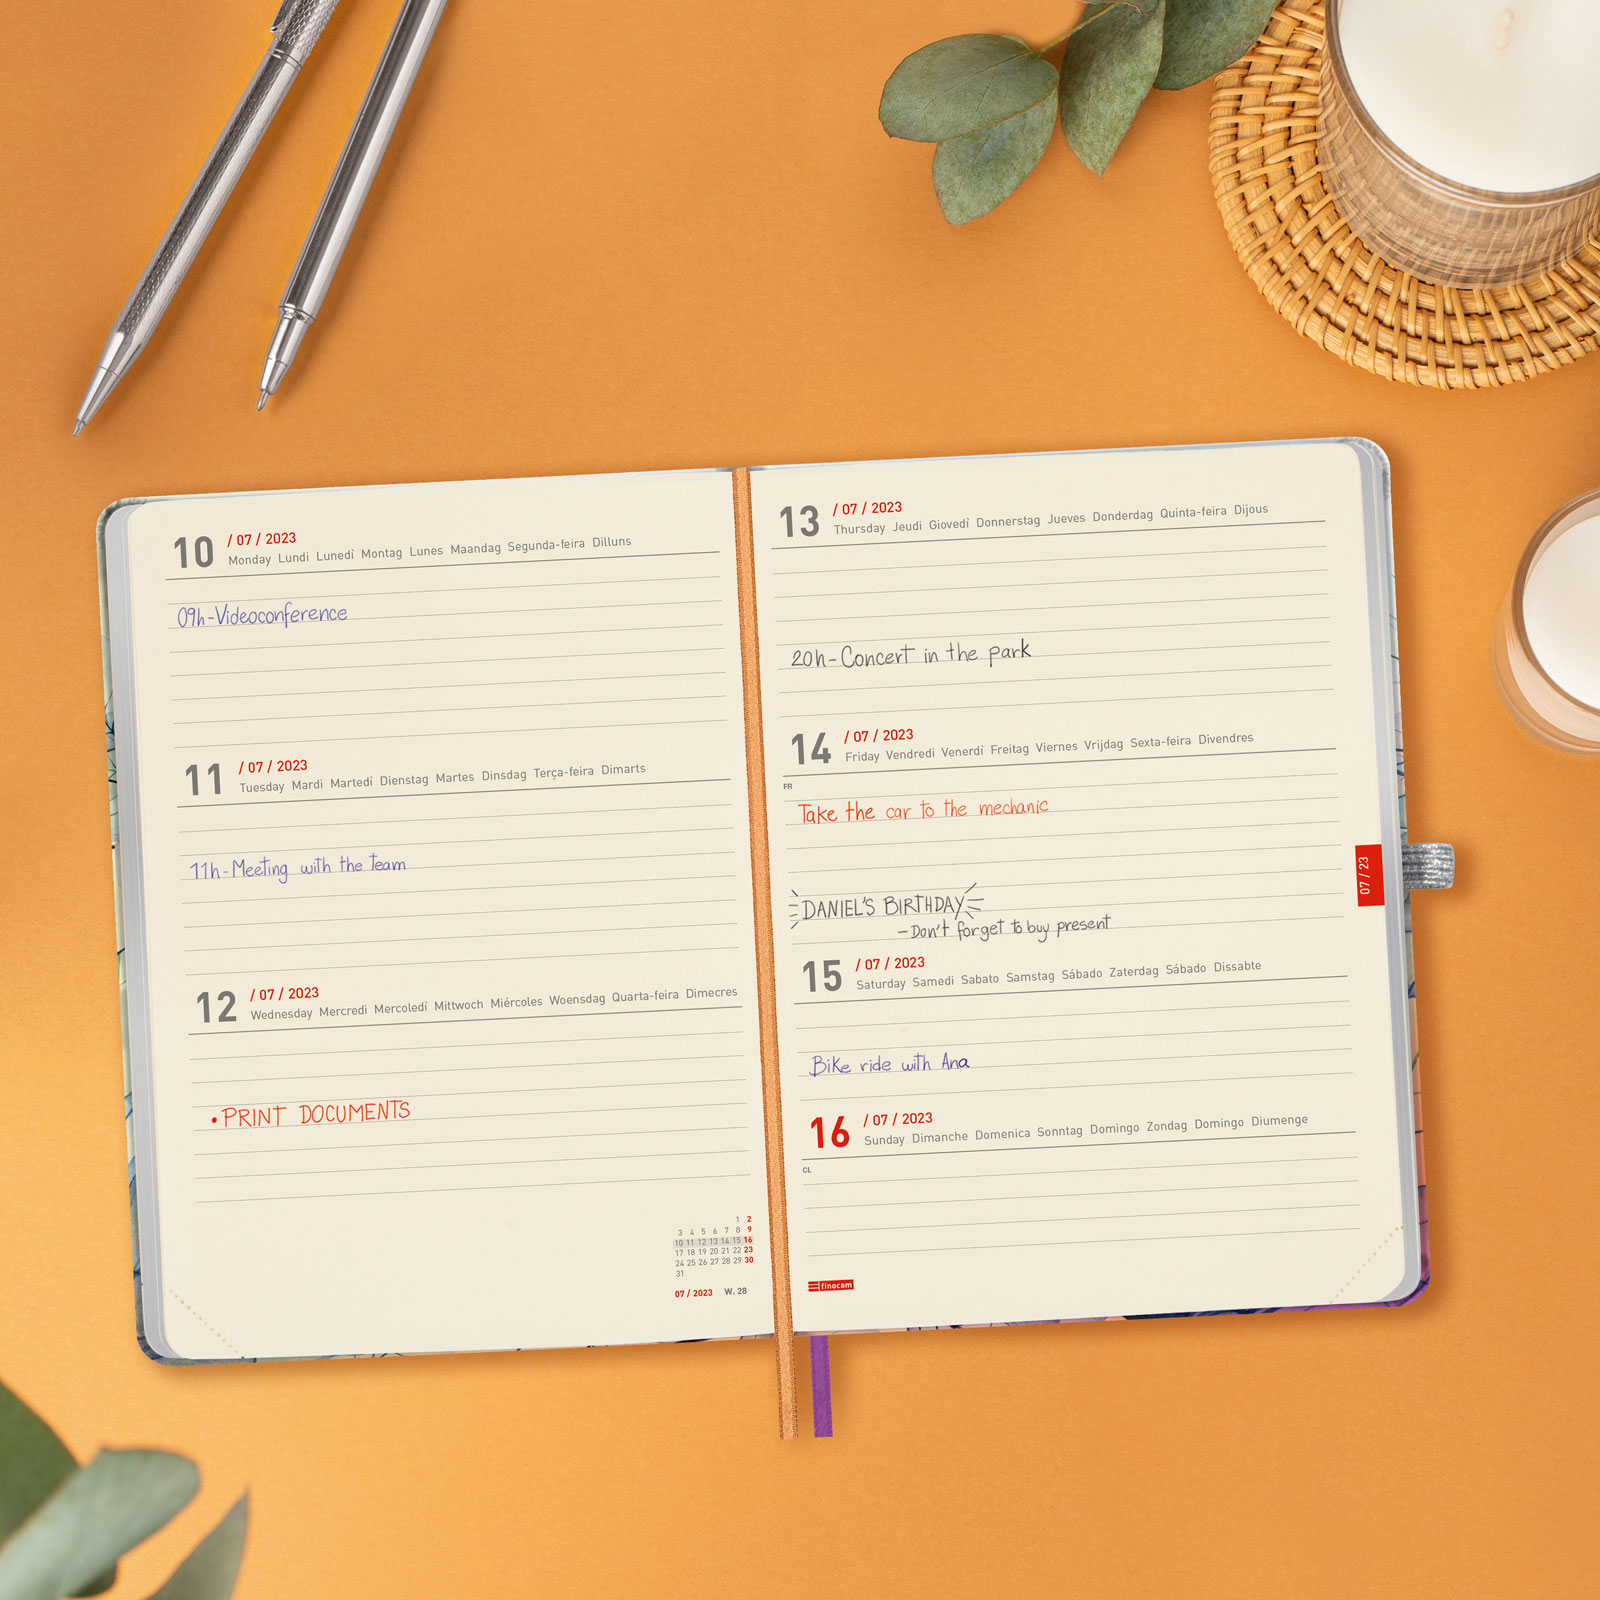 10 / 07 / 2023
Monday Lundi Lunedì Montag Lunes Maandag Segunda-feira Dilluns
09h-Videoconference
11 / 07 / 2023
Tuesday Mardi Martedì Dienstag Martes Dinsdag Terça-feira Dimarts
11h-Meeting with the team
12 / 07 / 2023
Wednesday Mercredi Mercoledì Mittwoch Miércoles Woensdag Quarta-feira Dimecres
• PRINT DOCUMENTS
1 2
3 4 5 6 7 8 9
10 11 12 13 14 15 16
17 18 19 20 21 22 23
24 25 26 27 28 29 30
31
07 / 2023 W. 28
13 / 07 / 2023
Thursday Jeudi Giovedì Donnerstag Jueves Donderdag Quinta-feira Dijous
20h-Concert in the park
14 / 07 / 2023
Friday Vendredi Venerdì Freitag Viernes Vrijdag Sexta-feira Divendres
FR
Take the car to the mechanic
DANIEL'S BIRTHDAY
-Don't forget to buy present
07 / 23
15 / 07 / 2023
Saturday Samedi Sabato Samstag Sábado Zaterdag Sábado Dissabte
Bike ride with Ana
16 / 07 / 2023
Sunday Dimanche Domenica Sonntag Domingo Zondag Domingo Diumenge
CL
finocam